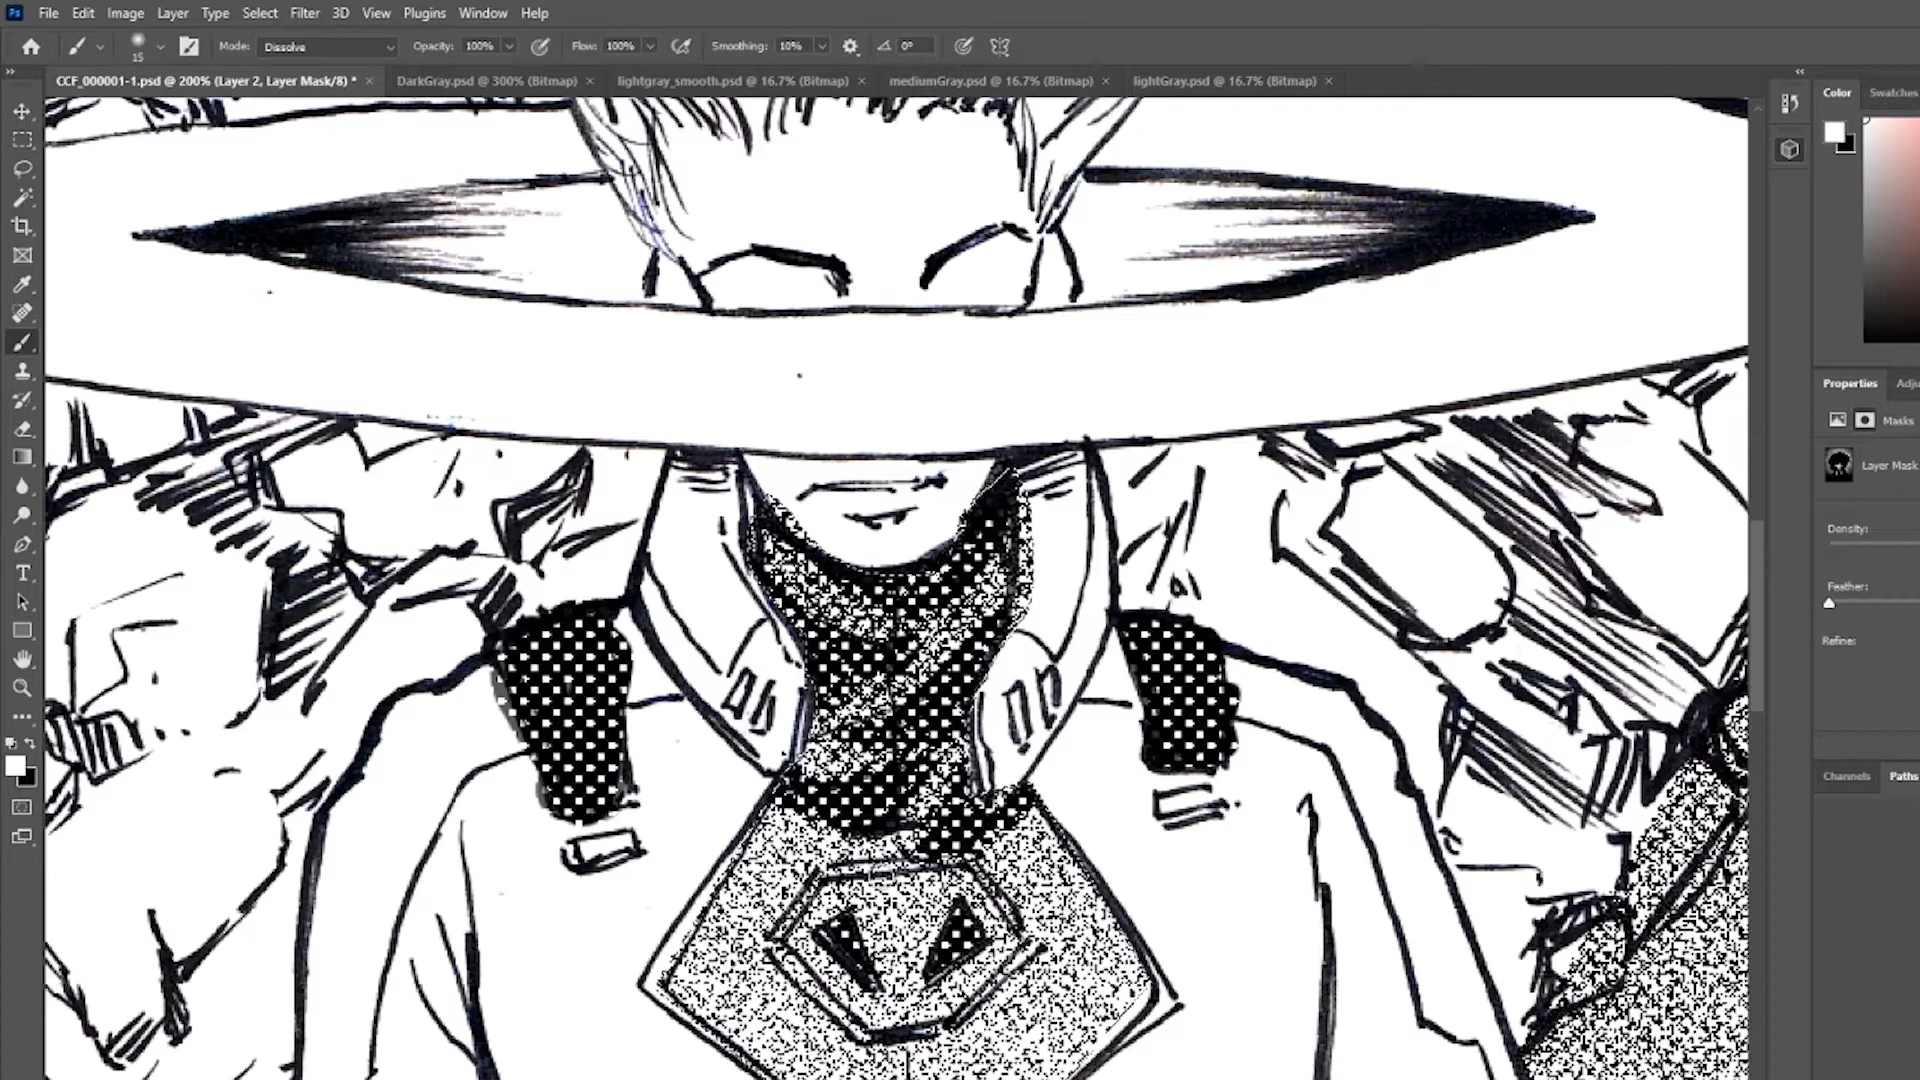 Ps File Edit Image Layer Type Select Filter 3D View Plugins Window Help
15 Mode: Dissolve Opacity: 100% Flow: 100% Smoothing: 10% 0°
CCF_000001-1.psd @ 200% (Layer 2, Layer Mask/8) * × DarkGray.psd @ 300% (Bitmap) × lightgray_smooth.psd @ 16.7% (Bitmap) × mediumGray.psd @ 16.7% (Bitmap) × lightGray.psd @ 16.7% (Bitmap) ×
Color Swatches
Properties Adju
Masks
Layer Mask
Density:
Feather:
Refine:
Channels Paths